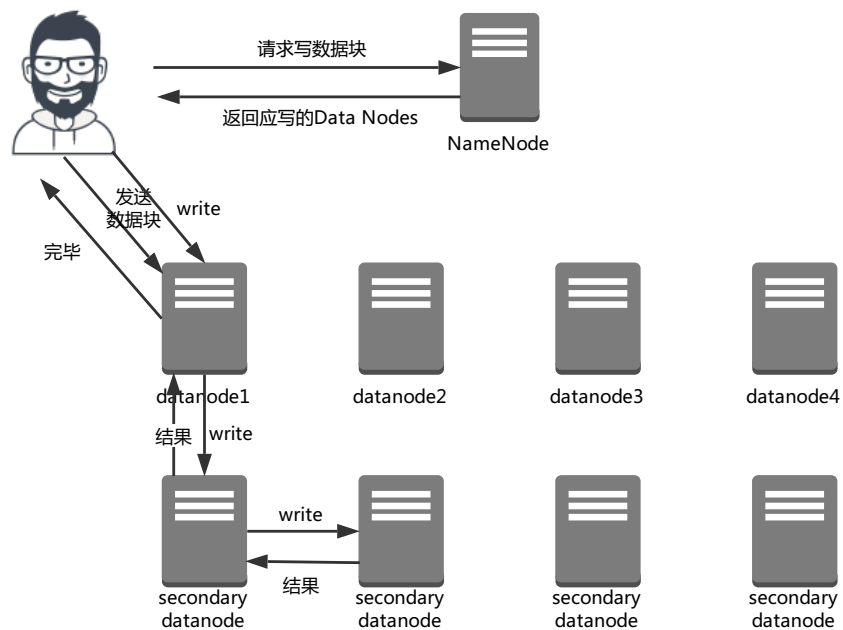 请求写数据块
返回应写的Data Nodes
NameNode
发送
数据块
write
完毕
datanode1
datanode2
datanode3
datanode4
结果
write
write
结果
secondary
datanode
secondary
datanode
secondary
datanode
secondary
datanode